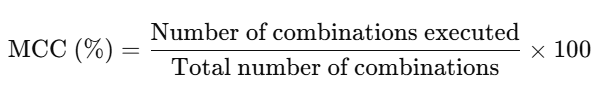 MCC (%) = Number of combinations executed / Total number of combinations × 100